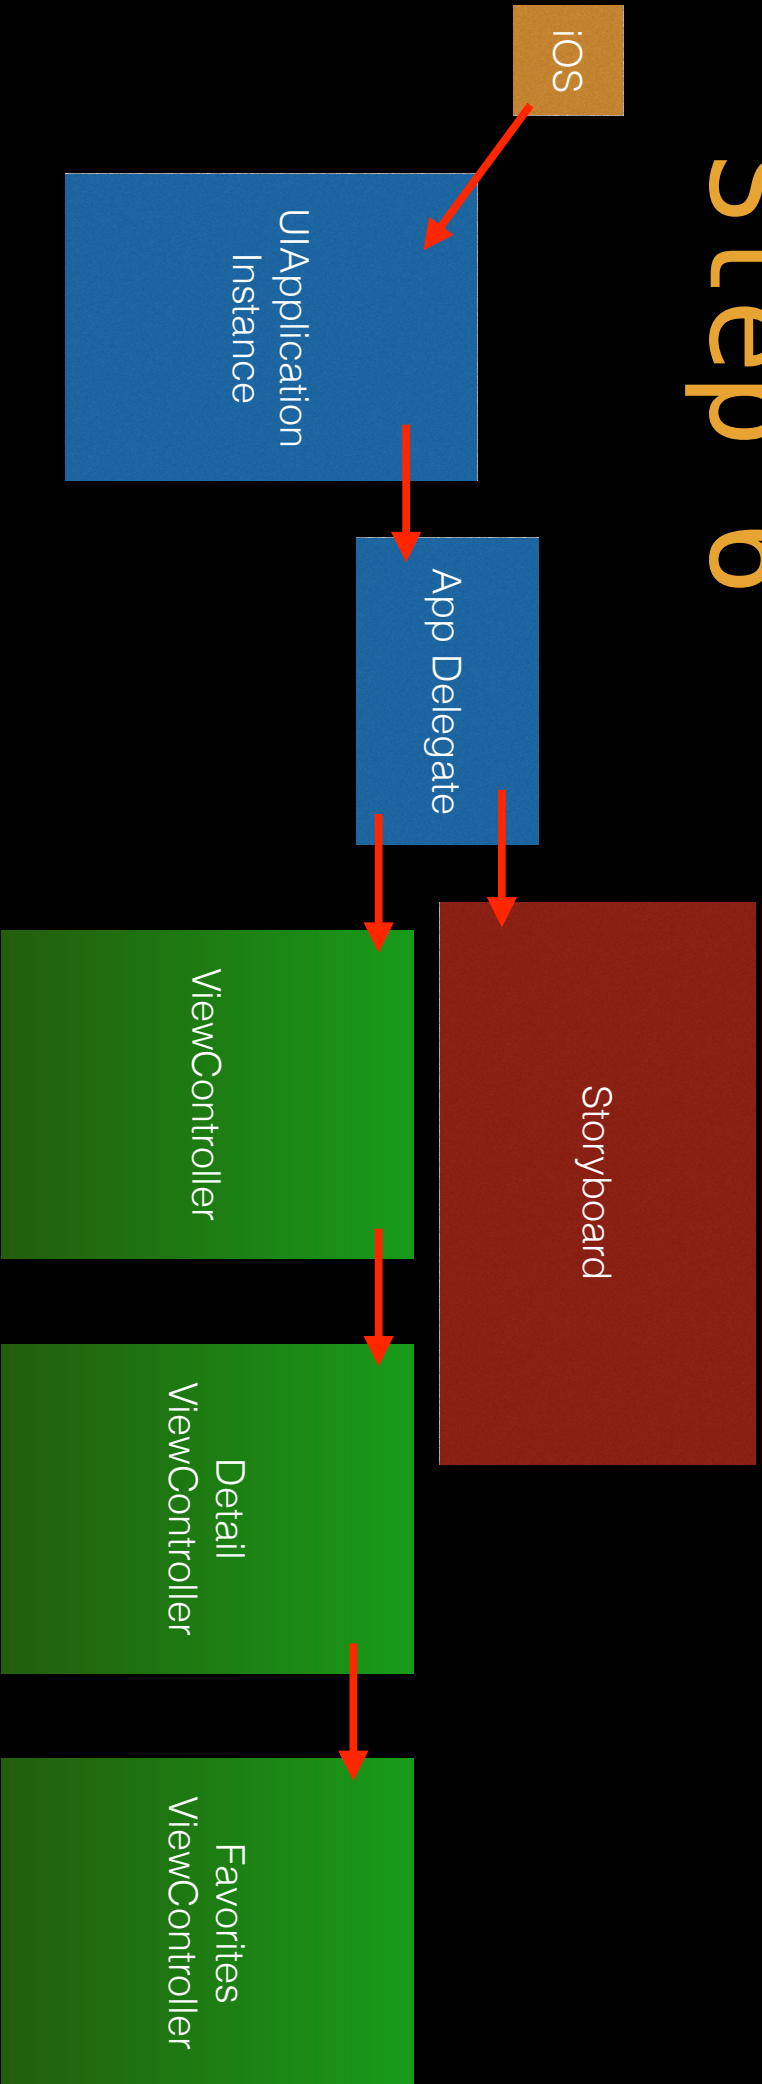 Step 6
iOS
UIApplication
Instance
App Delegate
Storyboard
ViewController
Detail
ViewController
Favorites
ViewController